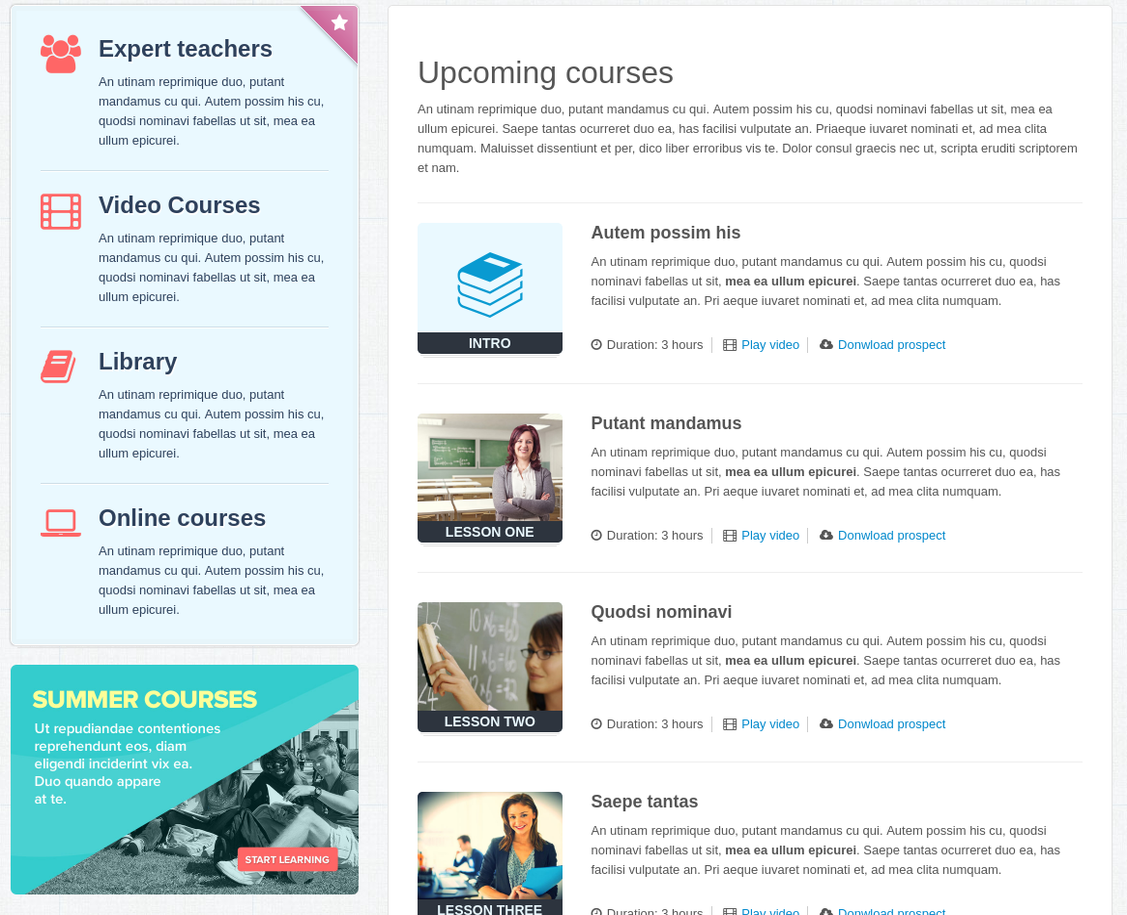 Expert teachers
An utinam reprimique duo, putant
mandamus cu qui. Autem possim his cu,
quodsi nominavi fabellas ut sit, mea ea
ullum epicurei.
Video Courses
An utinam reprimique duo, putant
mandamus cu qui. Autem possim his cu,
quodsi nominavi fabellas ut sit, mea ea
ullum epicurei.
Library
An utinam reprimique duo, putant
mandamus cu qui. Autem possim his cu,
quodsi nominavi fabellas ut sit, mea ea
ullum epicurei.
Online courses
An utinam reprimique duo, putant
mandamus cu qui. Autem possim his cu,
quodsi nominavi fabellas ut sit, mea ea
ullum epicurei.
SUMMER COURSES
Ut repudiandae contentiones
reprehendunt eos, diam
eligendi inciderint vix ea.
Duo quando appare
at te.
START LEARNING
Upcoming courses
An utinam reprimique duo, putant mandamus cu qui. Autem possim his cu, quodsi nominavi fabellas ut sit, mea ea
ullum epicurei. Saepe tantas ocurreret duo ea, has facilisi vulputate an. Priaeque iuvaret nominati et, ad mea clita
numquam. Maluisset dissentiunt et per, dico liber erroribus vis te. Dolor consul graecis nec ut, scripta eruditi scriptorem
et nam.
INTRO
Autem possim his
An utinam reprimique duo, putant mandamus cu qui. Autem possim his cu, quodsi
nominavi fabellas ut sit, mea ea ullum epicurei. Saepe tantas ocurreret duo ea, has
facilisi vulputate an. Pri aeque iuvaret nominati et, ad mea clita numquam.
Duration: 3 hours Play video Donwload prospect
LESSON ONE
Putant mandamus
An utinam reprimique duo, putant mandamus cu qui. Autem possim his cu, quodsi
nominavi fabellas ut sit, mea ea ullum epicurei. Saepe tantas ocurreret duo ea, has
facilisi vulputate an. Pri aeque iuvaret nominati et, ad mea clita numquam.
Duration: 3 hours Play video Donwload prospect
10×6=60
11×6=66
LESSON TWO
Quodsi nominavi
An utinam reprimique duo, putant mandamus cu qui. Autem possim his cu, quodsi
nominavi fabellas ut sit, mea ea ullum epicurei. Saepe tantas ocurreret duo ea, has
facilisi vulputate an. Pri aeque iuvaret nominati et, ad mea clita numquam.
Duration: 3 hours Play video Donwload prospect
LESSON THREE
Saepe tantas
An utinam reprimique duo, putant mandamus cu qui. Autem possim his cu, quodsi
nominavi fabellas ut sit, mea ea ullum epicurei. Saepe tantas ocurreret duo ea, has
facilisi vulputate an. Pri aeque iuvaret nominati et, ad mea clita numquam.
Duration: 3 hours Play video Donwload prospect